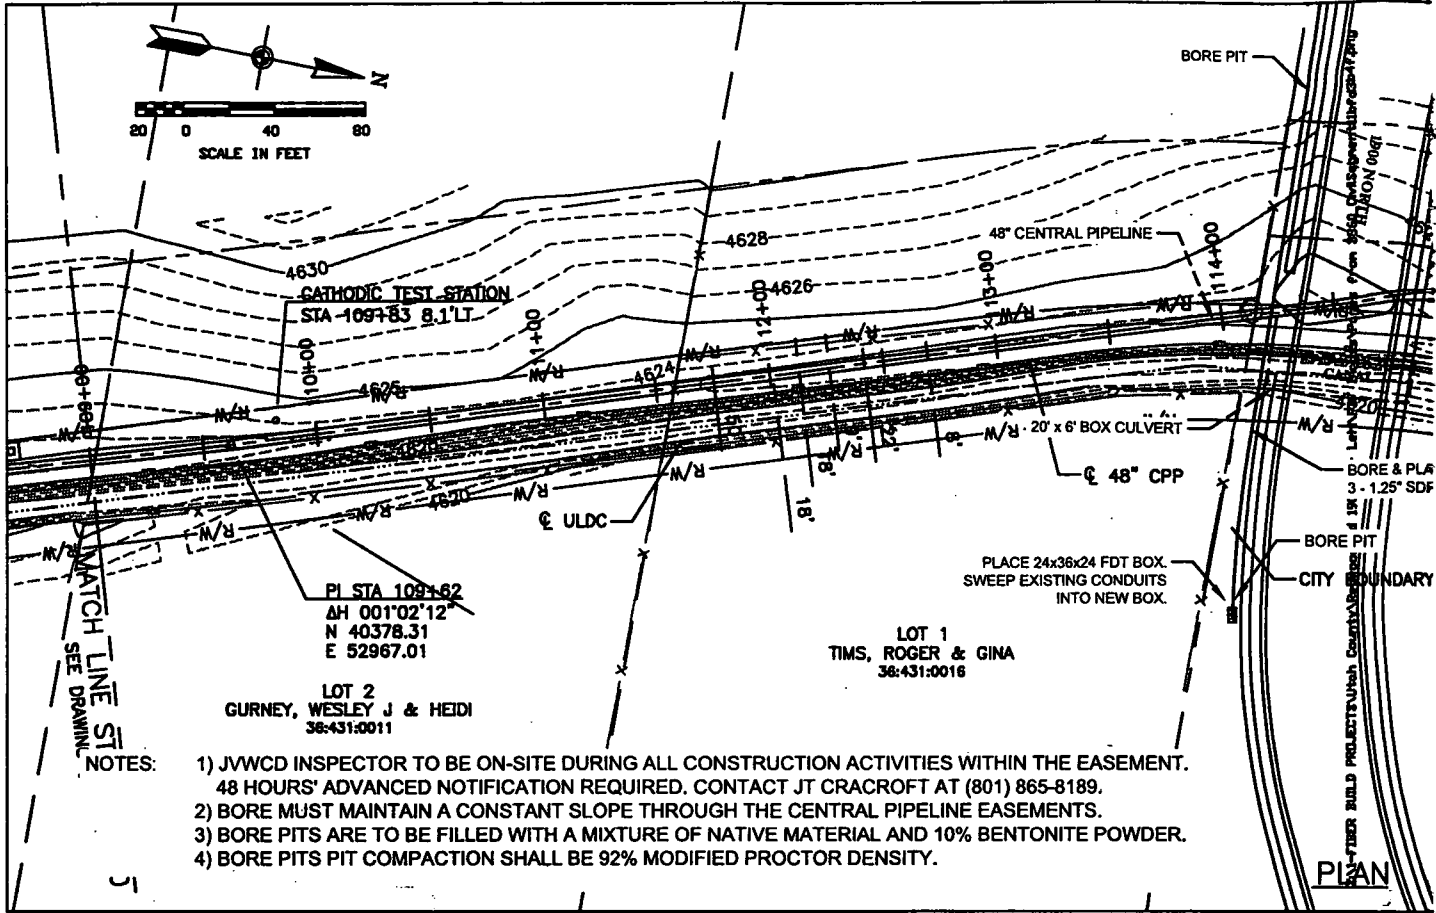 N
20 0 40 80
SCALE IN FEET
BORE PIT
1900 NORTH
4630
4628
4626
48" CENTRAL PIPELINE
CATHODIC TEST STATION
STA 109+83 8.1'LT
10+00
11+00
12+00
13+00
114+00
4625
4624
R/W R/W R/W R/W R/W R/W R/W
4620
4620
R/W R/W R/W R/W R/W R/W R/W
20' x 6' BOX CULVERT
℄ 48" CPP
℄ ULDC
18'
18'
8'
BORE & PLA
3 - 1.25" SDR
BORE PIT
CITY BOUNDARY
PLACE 24x36x24 FDT BOX.
SWEEP EXISTING CONDUITS
INTO NEW BOX.
PI STA 109+62
ΔH 001°02'12"
N 40378.31
E 52967.01
MATCH LINE ST
SEE DRAWING
LOT 2
GURNEY, WESLEY J & HEIDI
36:431:0011
LOT 1
TIMS, ROGER & GINA
36:431:0016
NOTES:
1) JVWCD INSPECTOR TO BE ON-SITE DURING ALL CONSTRUCTION ACTIVITIES WITHIN THE EASEMENT.
48 HOURS' ADVANCED NOTIFICATION REQUIRED. CONTACT JT CRACROFT AT (801) 865-8189.
2) BORE MUST MAINTAIN A CONSTANT SLOPE THROUGH THE CENTRAL PIPELINE EASEMENTS.
3) BORE PITS ARE TO BE FILLED WITH A MIXTURE OF NATIVE MATERIAL AND 10% BENTONITE POWDER.
4) BORE PITS PIT COMPACTION SHALL BE 92% MODIFIED PROCTOR DENSITY.
PLAN